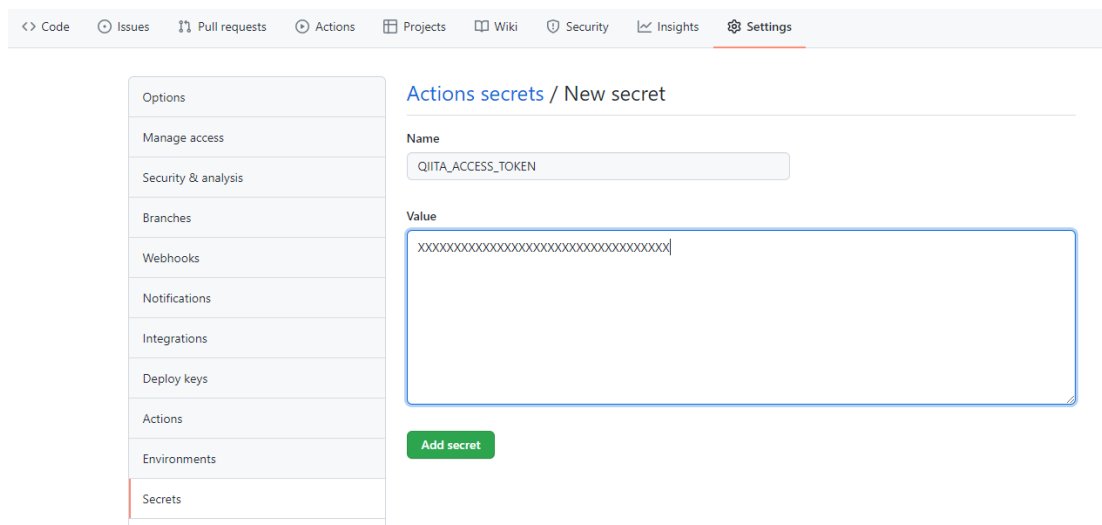 Code Issues Pull requests Actions Projects Wiki Security Insights Settings
Options
Manage access
Security & analysis
Branches
Webhooks
Notifications
Integrations
Deploy keys
Actions
Environments
Secrets
Actions secrets / New secret
Name
QIITA_ACCESS_TOKEN
Value
XXXXXXXXXXXXXXXXXXXXXXXXXXXXXXXXXXX
Add secret